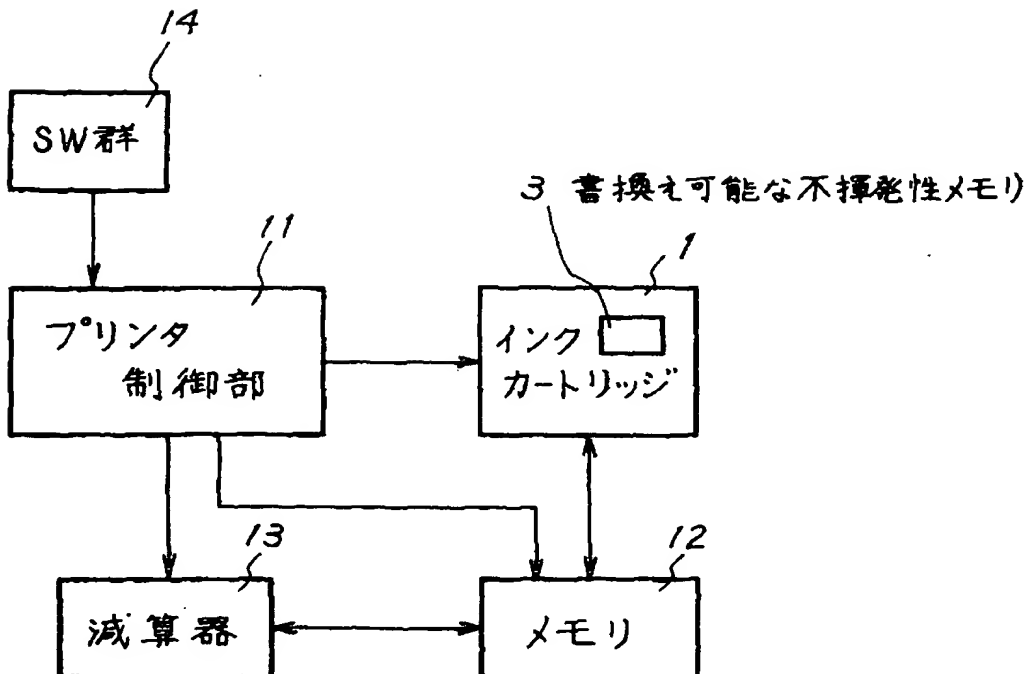 14
SW群
3 書換え可能な不揮発性メモリ
11
1
プリンタ
制御部
インク
カートリッジ
13
12
減算器
メモリ